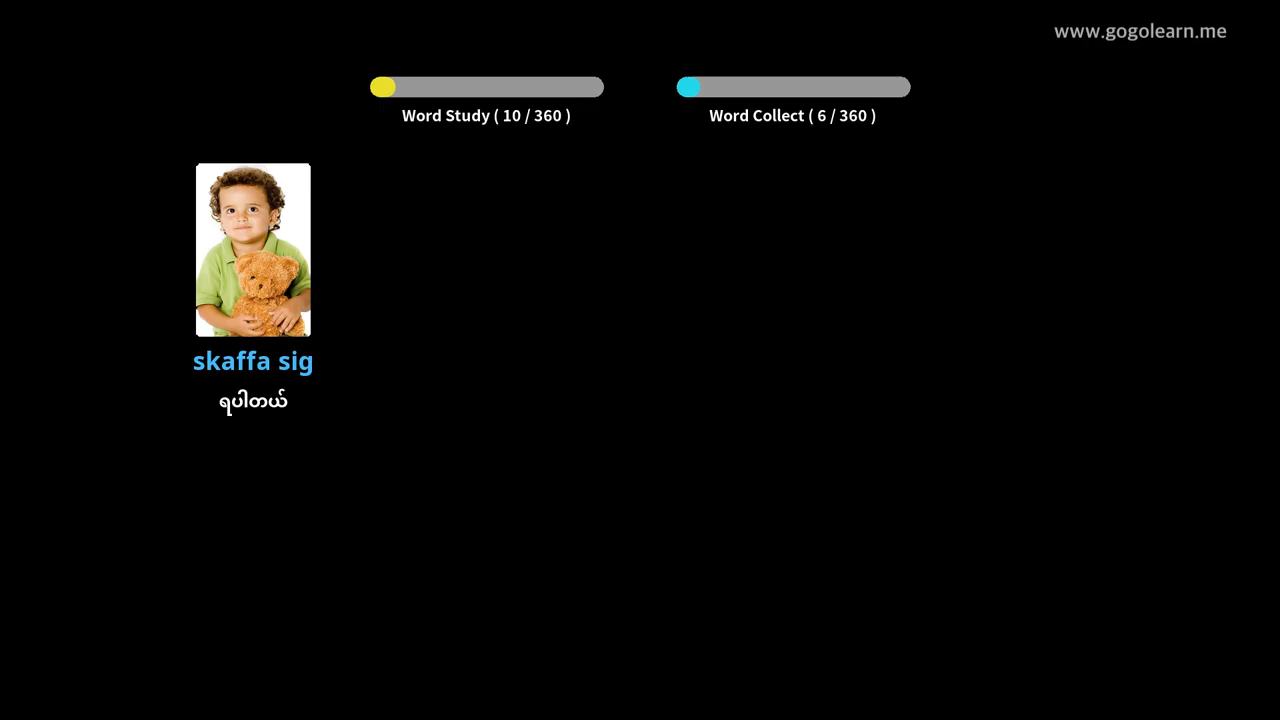 www.gogolearn.me
Word Study ( 10 / 360 )
Word Collect ( 6 / 360 )
skaffa sig
ရပါတယ်